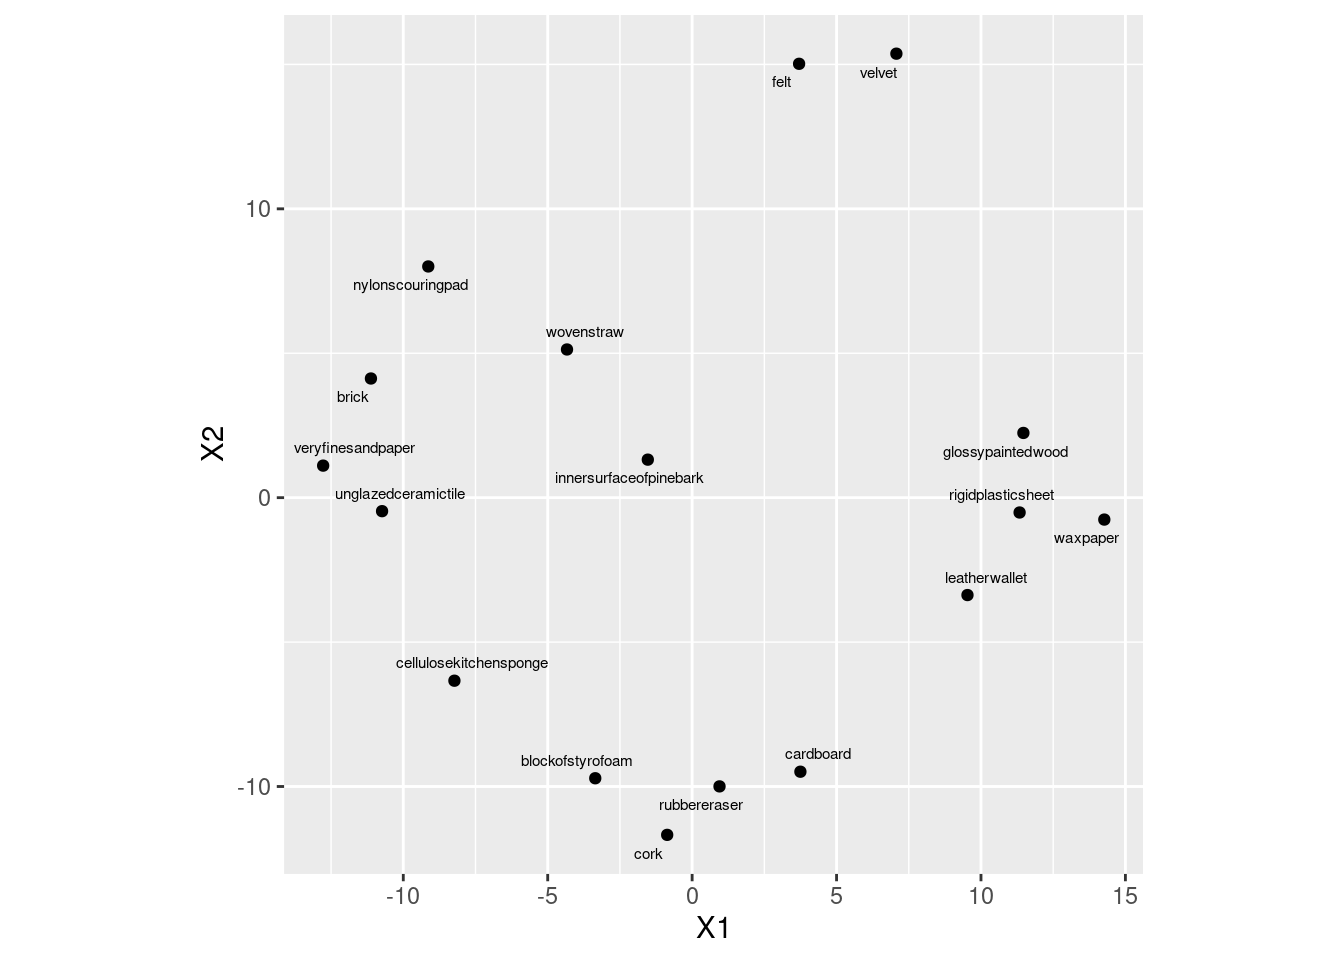 velvet
felt
10
nylonscouringpad
wovenstraw
brick
veryfinesandpaper
glossypaintedwood
innersurfaceofpinebark
unglazedceramictile
rigidplasticsheet
0
waxpaper
leatherwallet
X2
cellulosekitchensponge
cardboard
blockofstyrofoam
-10
rubbereraser
cork
-10 -5 0 5 10 15
X1